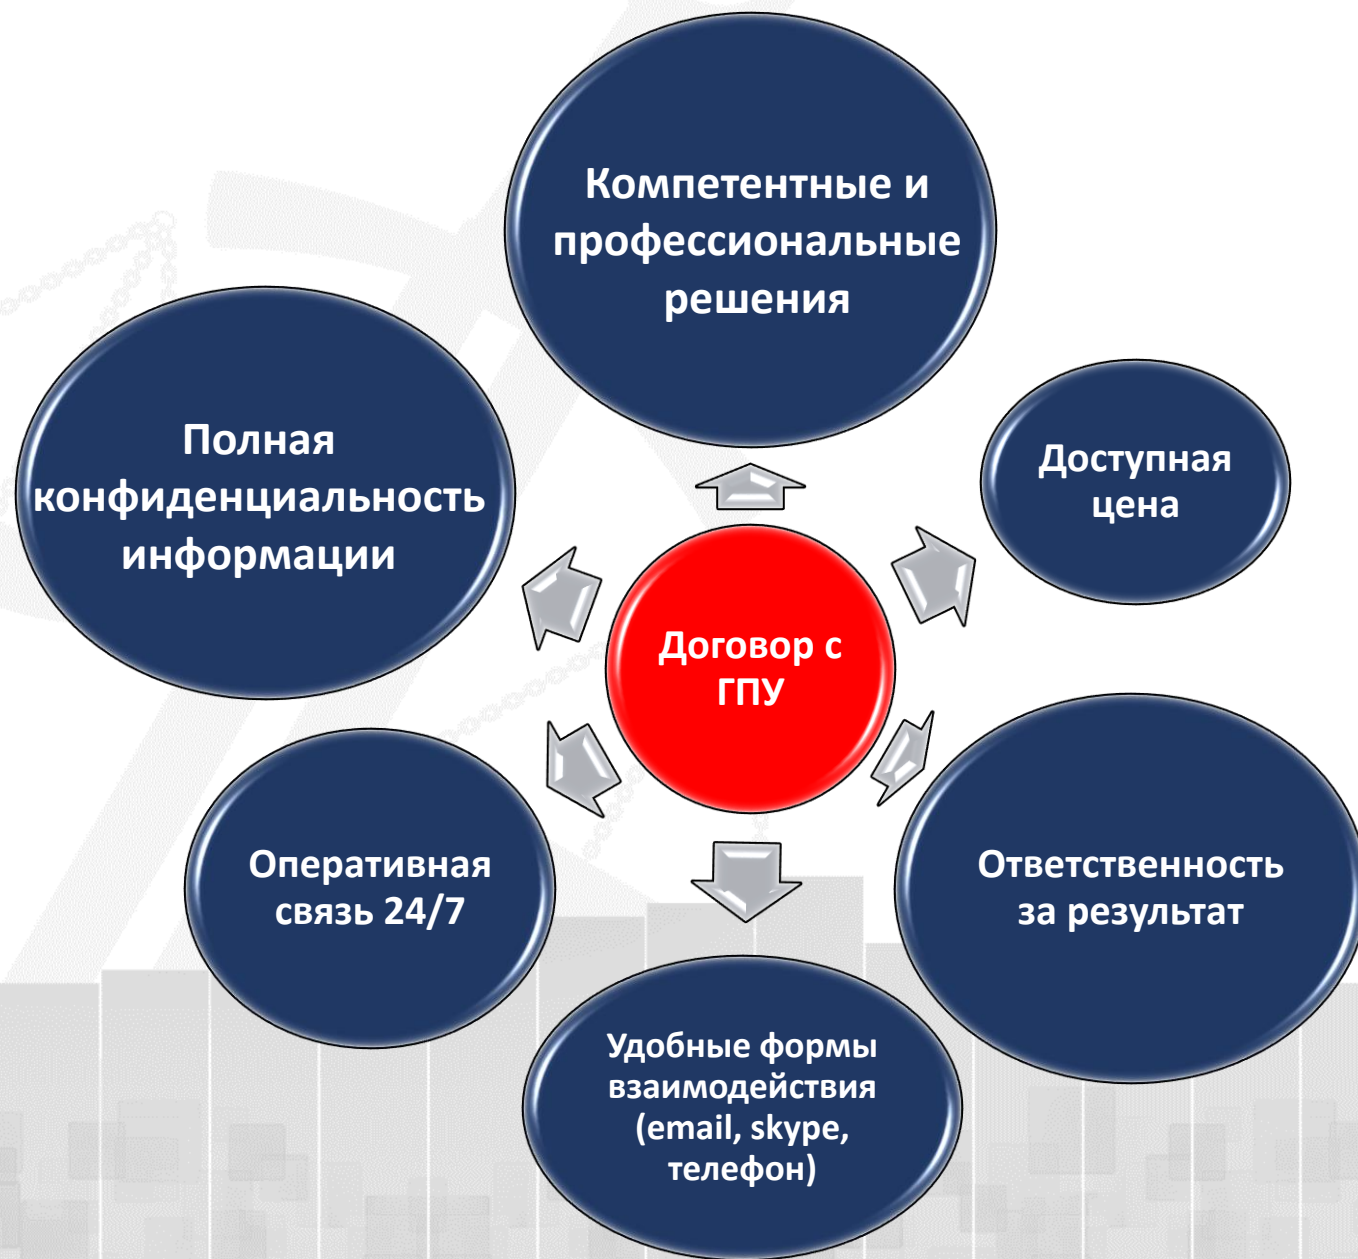 Компетентные и
профессиональные
решения
Полная
конфиденциальность
информации
Доступная
цена
Договор с
ГПУ
Оперативная
связь 24/7
Ответственность
за результат
Удобные формы
взаимодействия
(email, skype,
телефон)